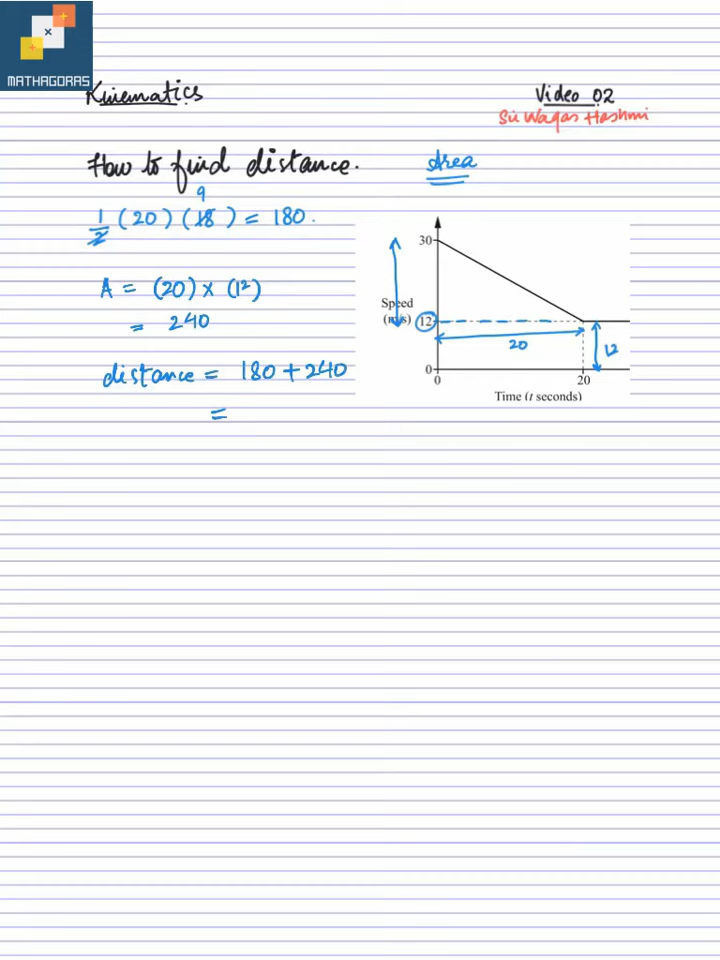 MATHAGORAS
Kinematics
Video 02
Sir Waqas Hashmi
How to find distance.
Area
9
1/2 (20) (18) = 180.
A = (20) × (12)
= 240
distance = 180 + 240
=
30
Speed
(m/s)
12
20
12
0
0
20
Time (t seconds)